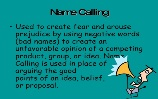 Name Calling
• Used to create fear and arouse
prejudice by using negative words
(bad names) to create an
unfavorable opinion of a competing
product, group, or idea. Name
Calling is used in place of
arguing the good
points of an idea, belief,
or proposal.